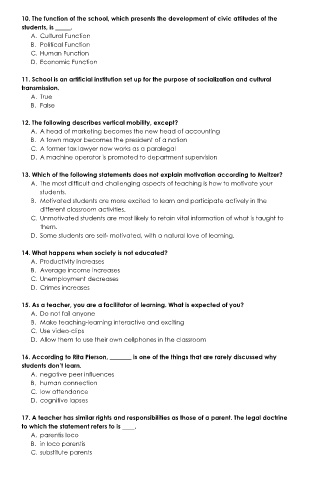 10. The function of the school, which presents the development of civic attitudes of the
students, is _____.
A. Cultural Function
B. Political Function
C. Human Function
D. Economic Function
11. School is an artificial institution set up for the purpose of socialization and cultural
transmission.
A. True
B. False
12. The following describes vertical mobility, except?
A. A head of marketing becomes the new head of accounting
B. A town mayor becomes the president of a nation
C. A former tax lawyer now works as a paralegal
D. A machine operator is promoted to department supervision
13. Which of the following statements does not explain motivation according to Meltzer?
A. The most difficult and challenging aspects of teaching is how to motivate your
students.
B. Motivated students are more excited to learn and participate actively in the
different classroom activities.
C. Unmotivated students are most likely to retain vital information of what is taught to
them.
D. Some students are self- motivated, with a natural love of learning.
14. What happens when society is not educated?
A. Productivity increases
B. Average income increases
C. Unemployment decreases
D. Crimes increases
15. As a teacher, you are a facilitator of learning. What is expected of you?
A. Do not fail anyone
B. Make teaching-learning interactive and exciting
C. Use video clips
D. Allow them to use their own cellphones in the classroom
16. According to Rita Pierson, ______ is one of the things that are rarely discussed why
students don't learn.
A. negative peer influences
B. human connection
C. low attendance
D. cognitive lapses
17. A teacher has similar rights and responsibilities as those of a parent. The legal doctrine
to which the statement refers to is ____.
A. parentis loco
B. in loco parentis
C. substitute parents